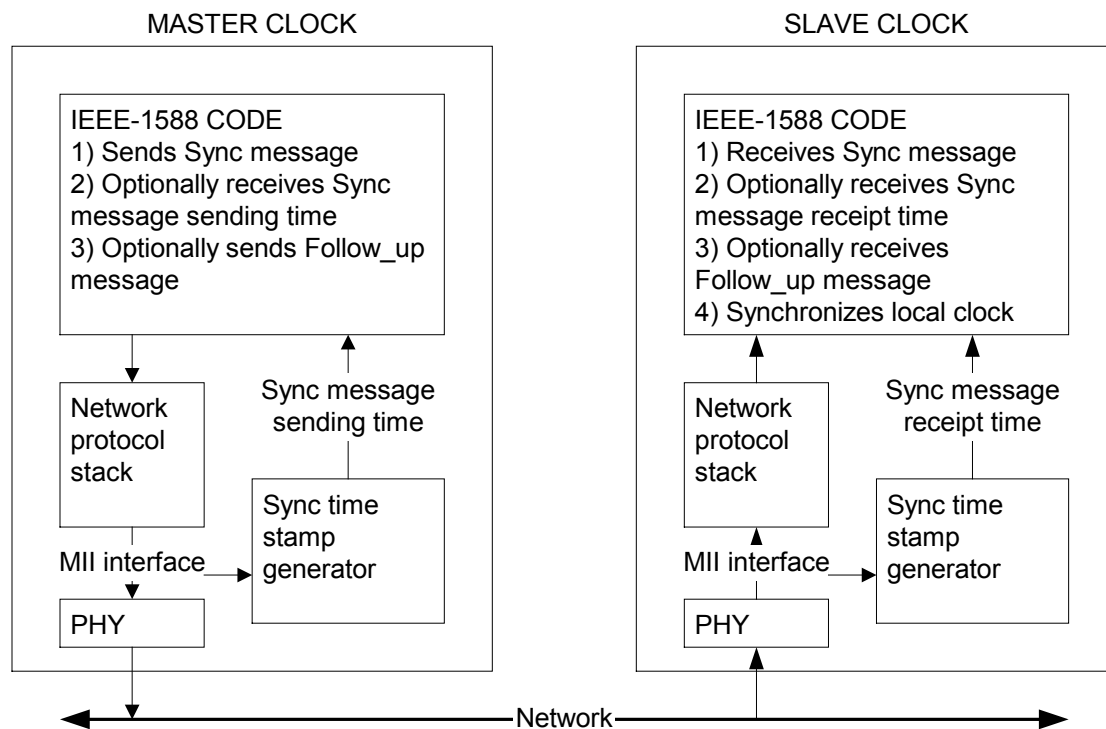 MASTER CLOCK
IEEE-1588 CODE
1) Sends Sync message
2) Optionally receives Sync
message sending time
3) Optionally sends Follow_up
message
Network
protocol
stack
Sync message
sending time
Sync time
stamp
generator
MII interface
PHY
SLAVE CLOCK
IEEE-1588 CODE
1) Receives Sync message
2) Optionally receives Sync
message receipt time
3) Optionally receives
Follow_up message
4) Synchronizes local clock
Network
protocol
stack
Sync message
receipt time
Sync time
stamp
generator
MII interface
PHY
Network